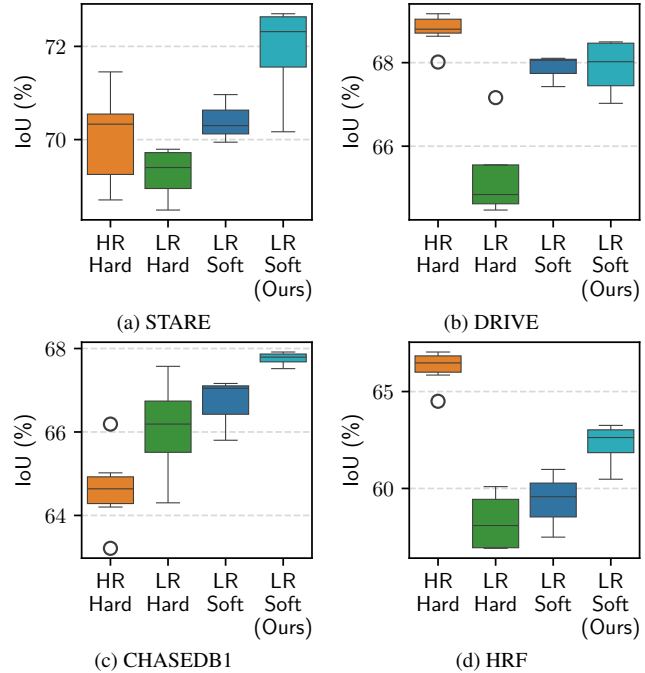 IoU (%)
72
70
HR Hard
LR Hard
LR Soft
LR Soft (Ours)
(a) STARE
IoU (%)
68
66
HR Hard
LR Hard
LR Soft
LR Soft (Ours)
(b) DRIVE
IoU (%)
68
66
64
HR Hard
LR Hard
LR Soft
LR Soft (Ours)
(c) CHASEDB1
IoU (%)
65
60
HR Hard
LR Hard
LR Soft
LR Soft (Ours)
(d) HRF